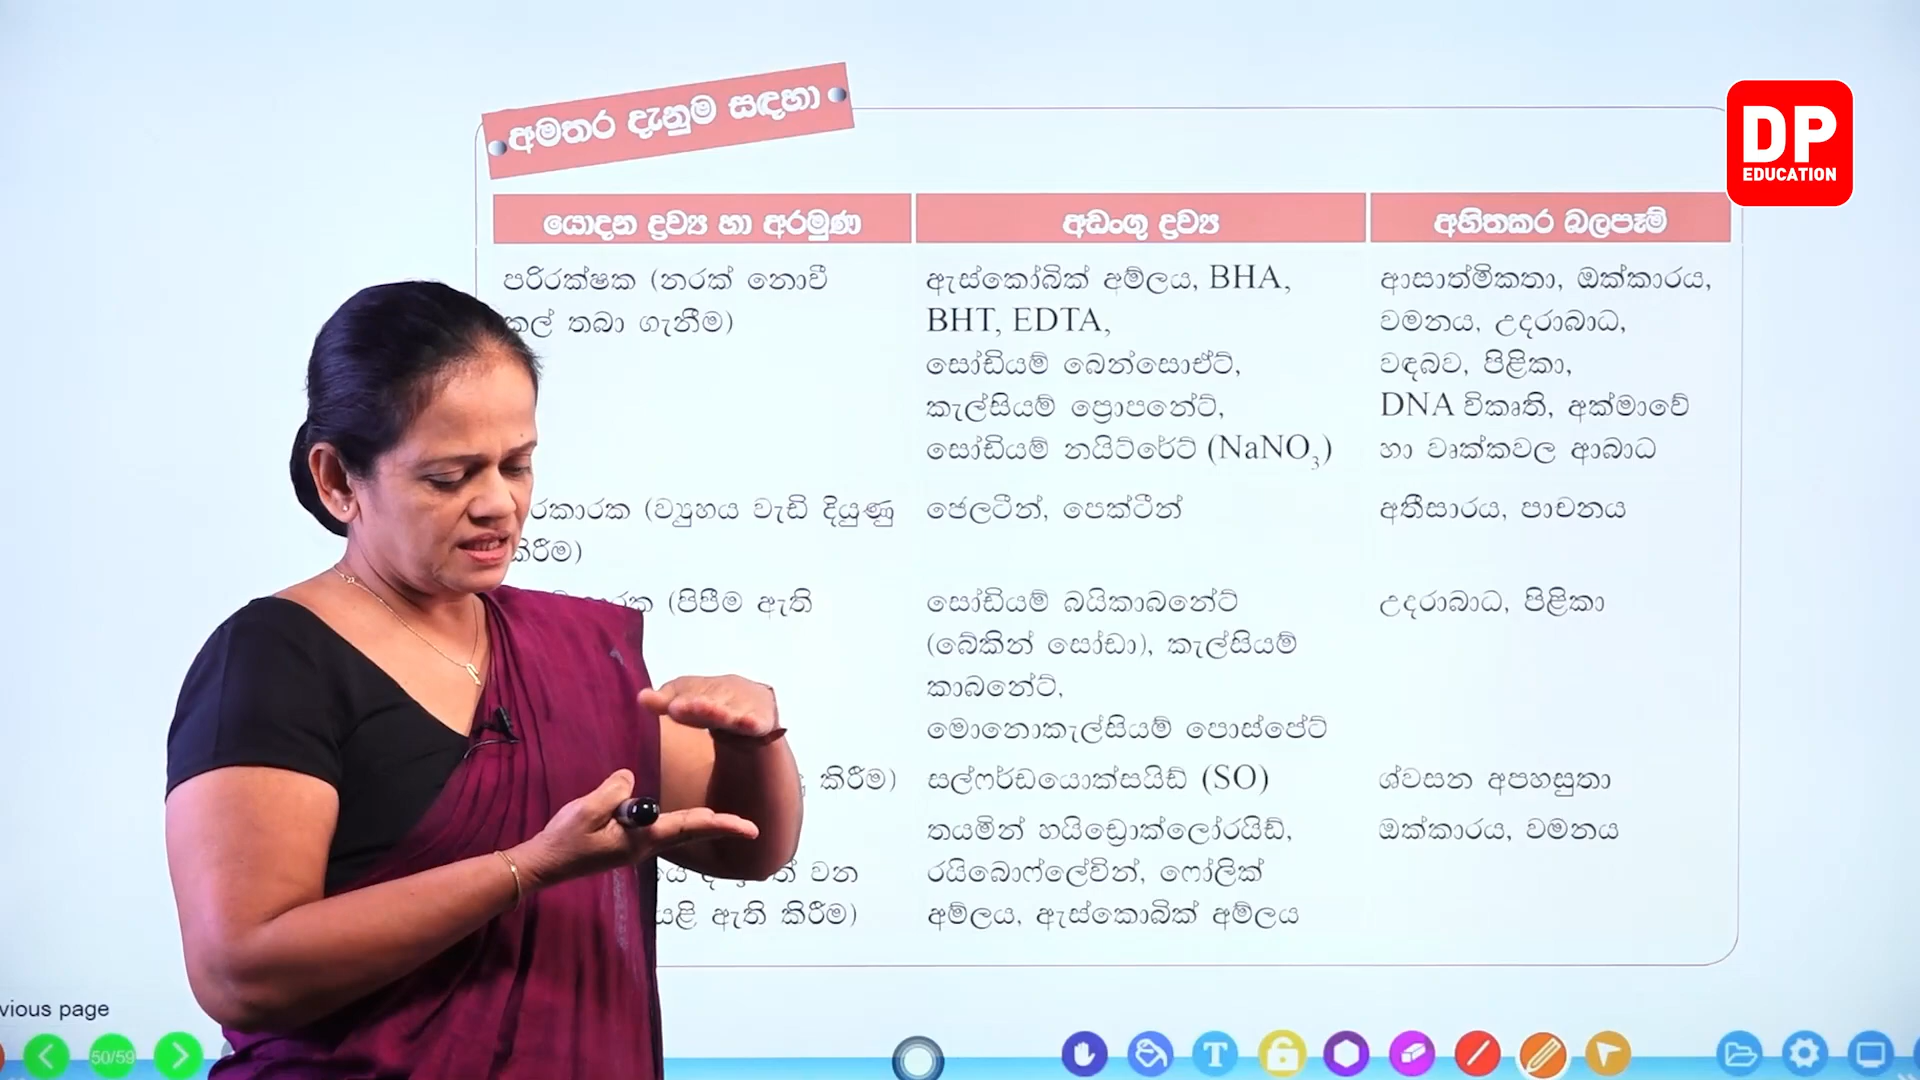 අමතර දැනුම සඳහා
DP
EDUCATION
යොදන ද්‍රව්‍ය හා අරමුණ
අඩංගු ද්‍රව්‍ය
අහිතකර බලපෑම්
පරිරක්ෂක (නරක් නොවී
කල් තබා ගැනීම)
ඇස්කෝබික් අම්ලය, BHA,
BHT, EDTA,
සෝඩියම් බෙන්සොඒට්,
කැල්සියම් ප්‍රොපනේට්,
සෝඩියම් නයිට්රේට් (NaNO₃)
ආසාත්මිකතා, ඔක්කාරය,
වමනය, උදරාබාධ,
වඳබව, පිළිකා,
DNA විකෘති, අක්මාවේ
හා වෘක්කවල ආබාධ
(ව්‍යුහය වැඩි දියුණු
කිරීම)
ජෙලටීන්, පෙක්ටීන්
අතීසාරය, පාචනය
(පිපීම ඇති
සෝඩියම් බයිකාබනේට්
(බේකින් සෝඩා), කැල්සියම්
කාබනේට්,
මොනොකැල්සියම් පොස්පේට්
උදරාබාධ, පිළිකා
කිරීම)
සල්ෆර්ඩයොක්සයිඩ් (SO)
ශ්වසන අපහසුතා
වන
ඇති කිරීම)
තයමින් හයිඩ්‍රොක්ලෝරයිඩ්,
රයිබොෆ්ලේවින්, ෆෝලික්
අම්ලය, ඇස්කොබික් අම්ලය
ඔක්කාරය, වමනය
vious page
50/59
T